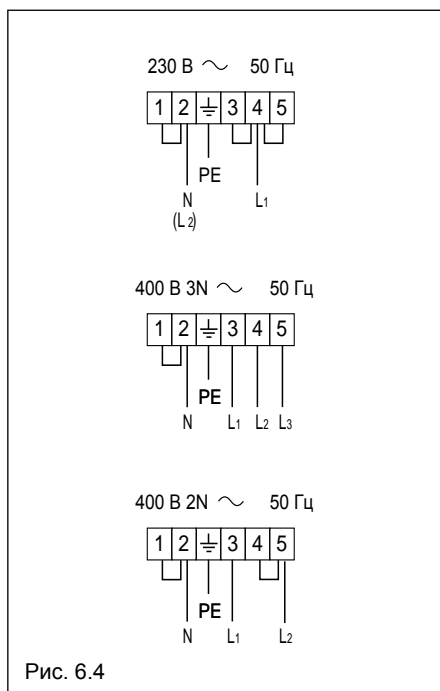 230 В ~ 50 Гц
1 2 ⏚ 3 4 5
PE
N L1
(L2)
400 В 3N ~ 50 Гц
1 2 ⏚ 3 4 5
PE
N L1 L2 L3
400 В 2N ~ 50 Гц
1 2 ⏚ 3 4 5
PE
N L1 L2
Рис. 6.4